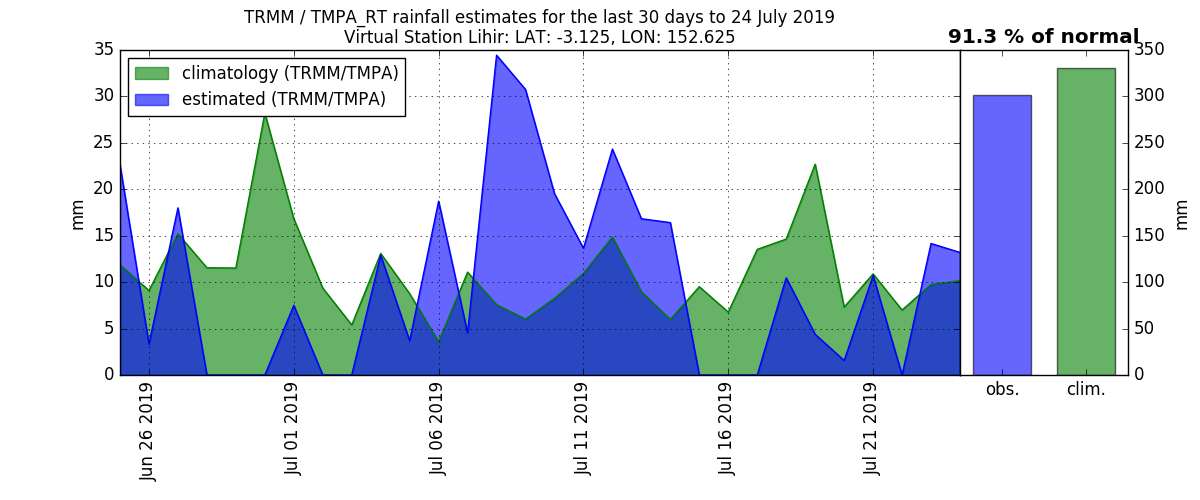 TRMM / TMPA_RT rainfall estimates for the last 30 days to 24 July 2019
Virtual Station Lihir: LAT: -3.125, LON: 152.625
91.3 % of normal
climatology (TRMM/TMPA)
estimated (TRMM/TMPA)
35
30
25
20
15
10
5
0
mm
Jun 26 2019
Jul 01 2019
Jul 06 2019
Jul 11 2019
Jul 16 2019
Jul 21 2019
obs.
clim.
350
300
250
200
150
100
50
0
mm